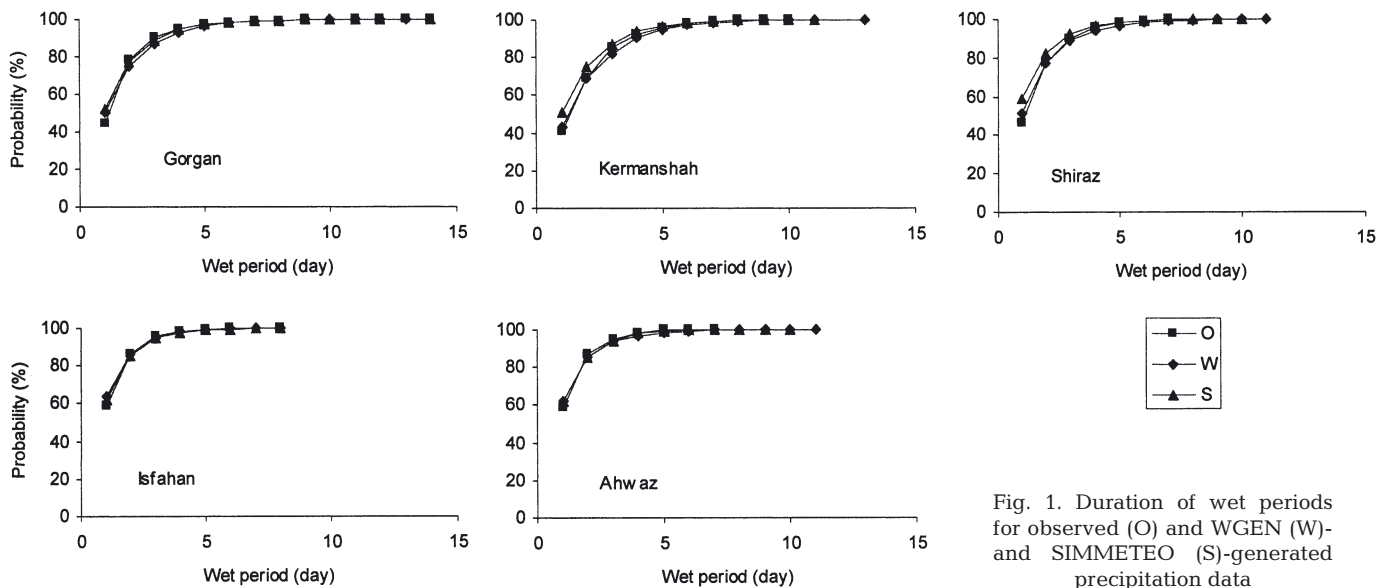 100
80
60
40
20
0
Probability (%)
Gorgan
0 5 10 15
Wet period (day)
100
80
60
40
20
0
Kermanshah
0 5 10 15
Wet period (day)
100
80
60
40
20
0
Shiraz
0 5 10 15
Wet period (day)
100
80
60
40
20
0
Probability (%)
Isfahan
0 5 10 15
Wet period (day)
100
80
60
40
20
0
Ahwaz
0 5 10 15
Wet period (day)
O
W
S
Fig. 1. Duration of wet periods
for observed (O) and WGEN (W)-
and SIMMETEO (S)-generated
precipitation data